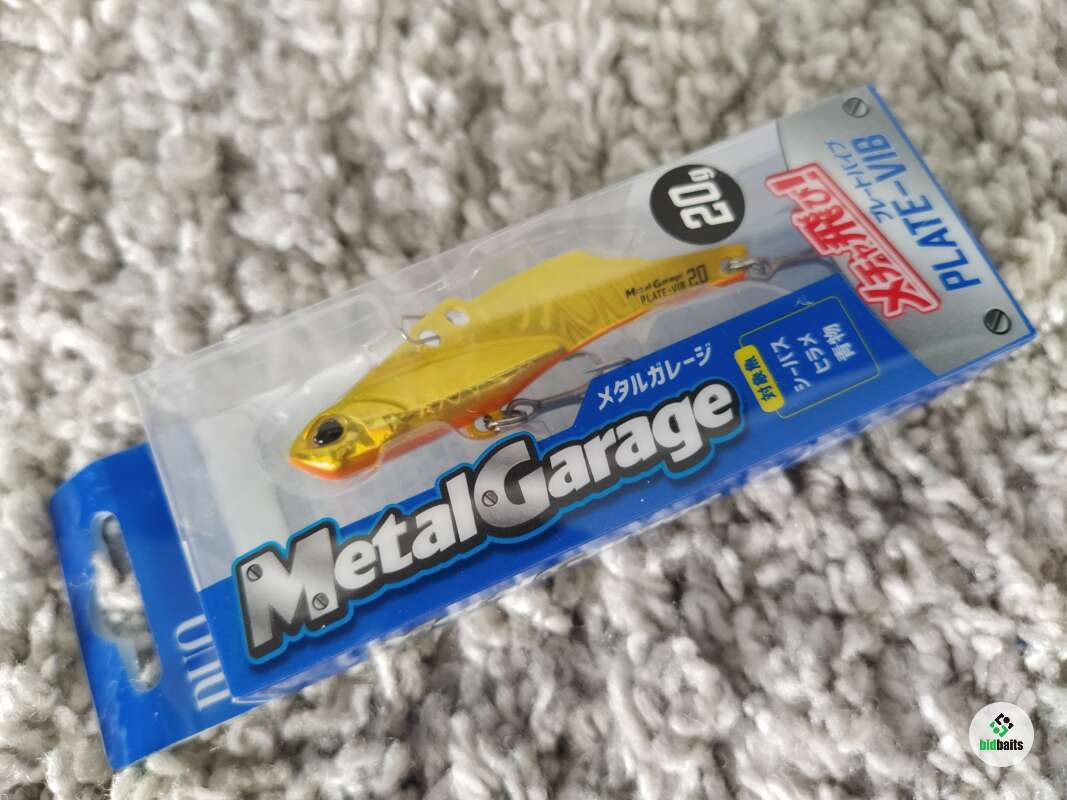 DUO
MetalGarage
メタルガレージ
Metal Garage 20
PLATE-VIB
20g
対象魚
シーバス
ヒラメ
青物
メチャ飛び!
プレートバイブ
PLATE-VIB
bidbaits